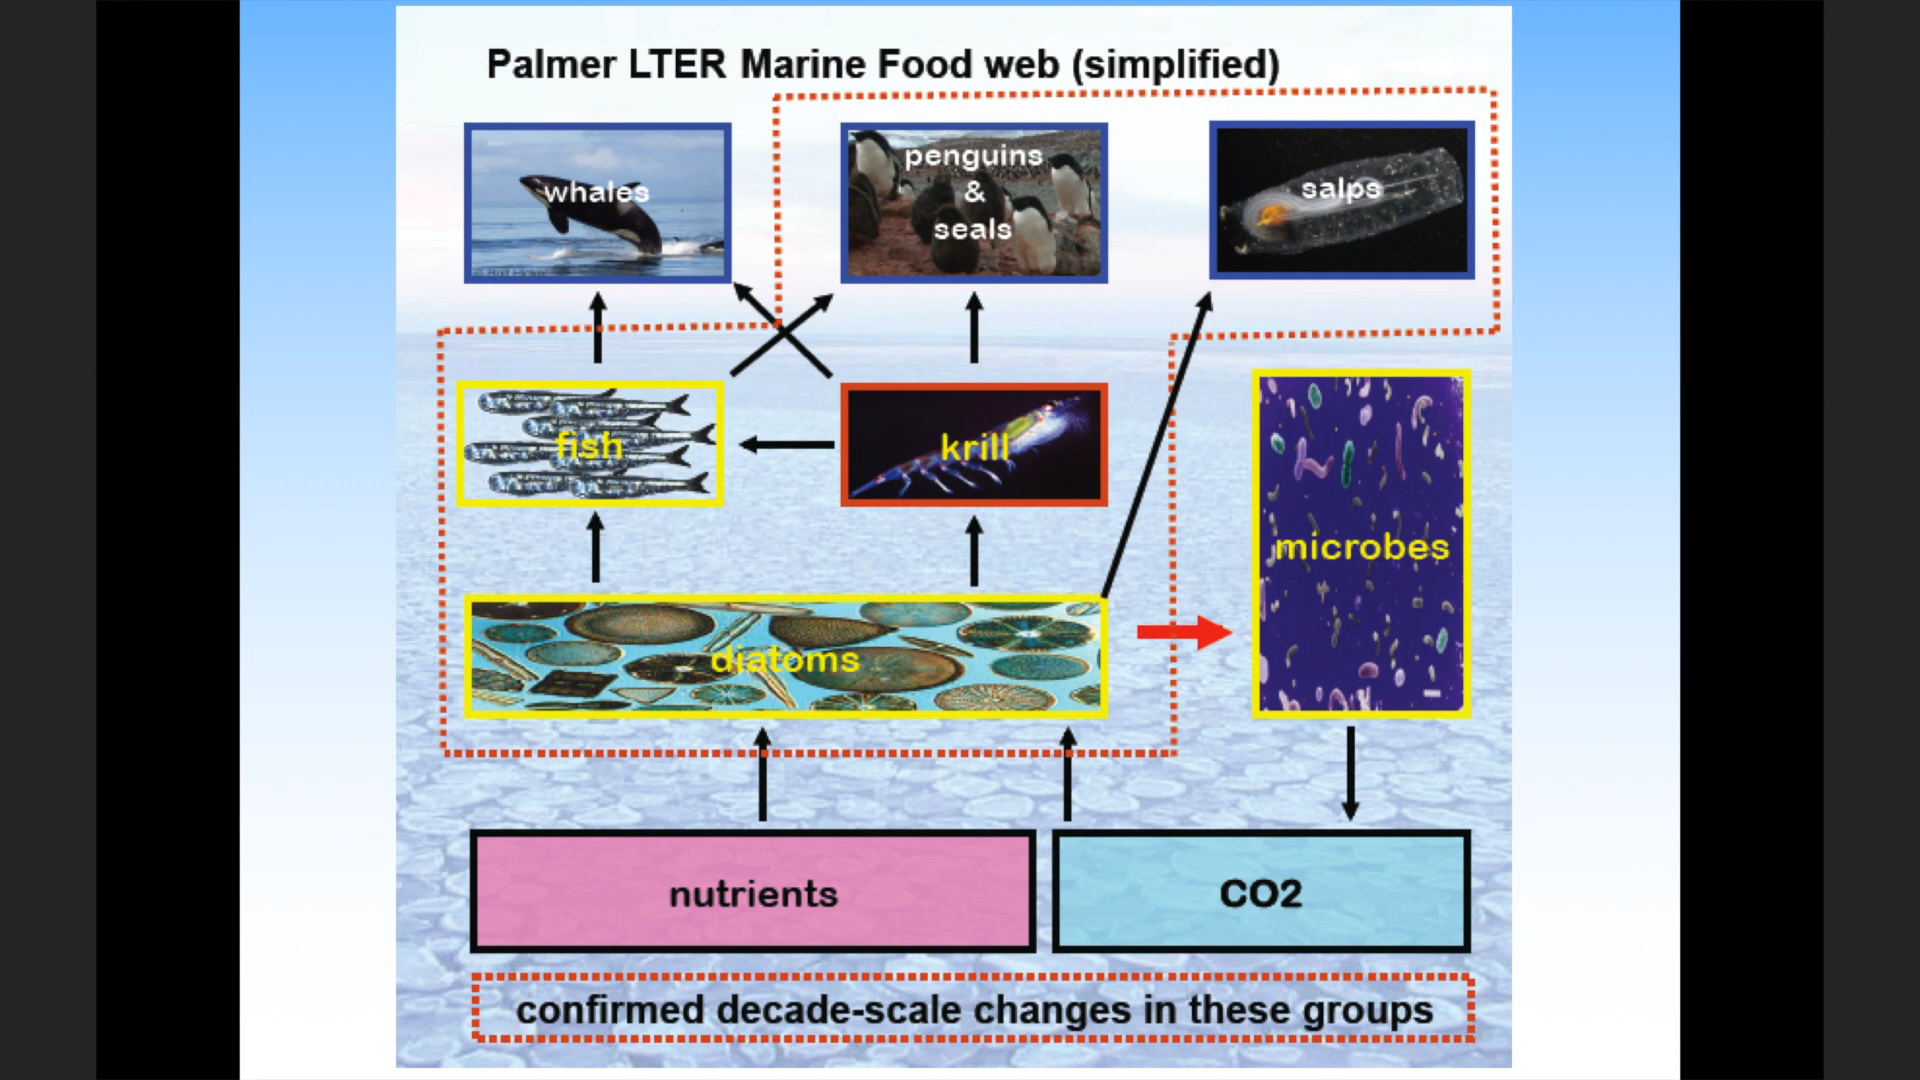 Palmer LTER Marine Food web (simplified)
whales
penguins
&
seals
salps
fish
krill
microbes
diatoms
nutrients
CO2
confirmed decade-scale changes in these groups